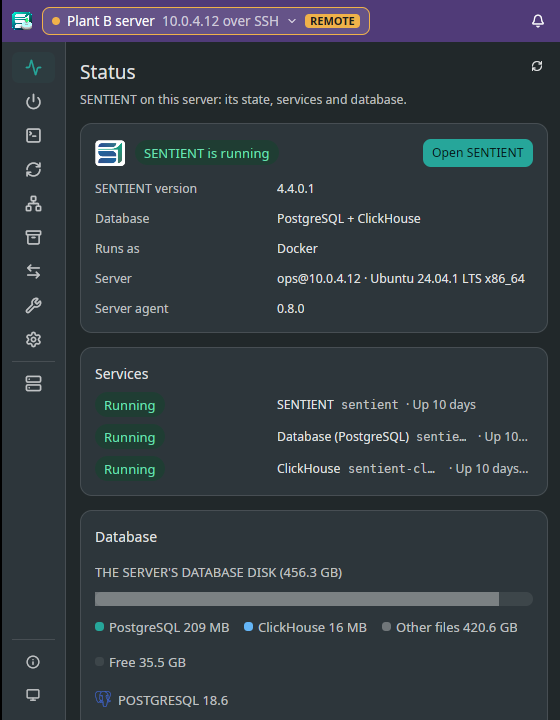 Plant B server 10.0.4.12 over SSH REMOTE
Status
SENTIENT on this server: its state, services and database.
SENTIENT is running Open SENTIENT
SENTIENT version 4.4.0.1
Database PostgreSQL + ClickHouse
Runs as Docker
Server ops@10.0.4.12 · Ubuntu 24.04.1 LTS x86_64
Server agent 0.8.0
Services
Running SENTIENT sentient · Up 10 days
Running Database (PostgreSQL) sentie… · Up 10…
Running ClickHouse sentient-cl… · Up 10 days…
Database
THE SERVER'S DATABASE DISK (456.3 GB)
PostgreSQL 209 MB ClickHouse 16 MB Other files 420.6 GB
Free 35.5 GB
POSTGRESQL 18.6